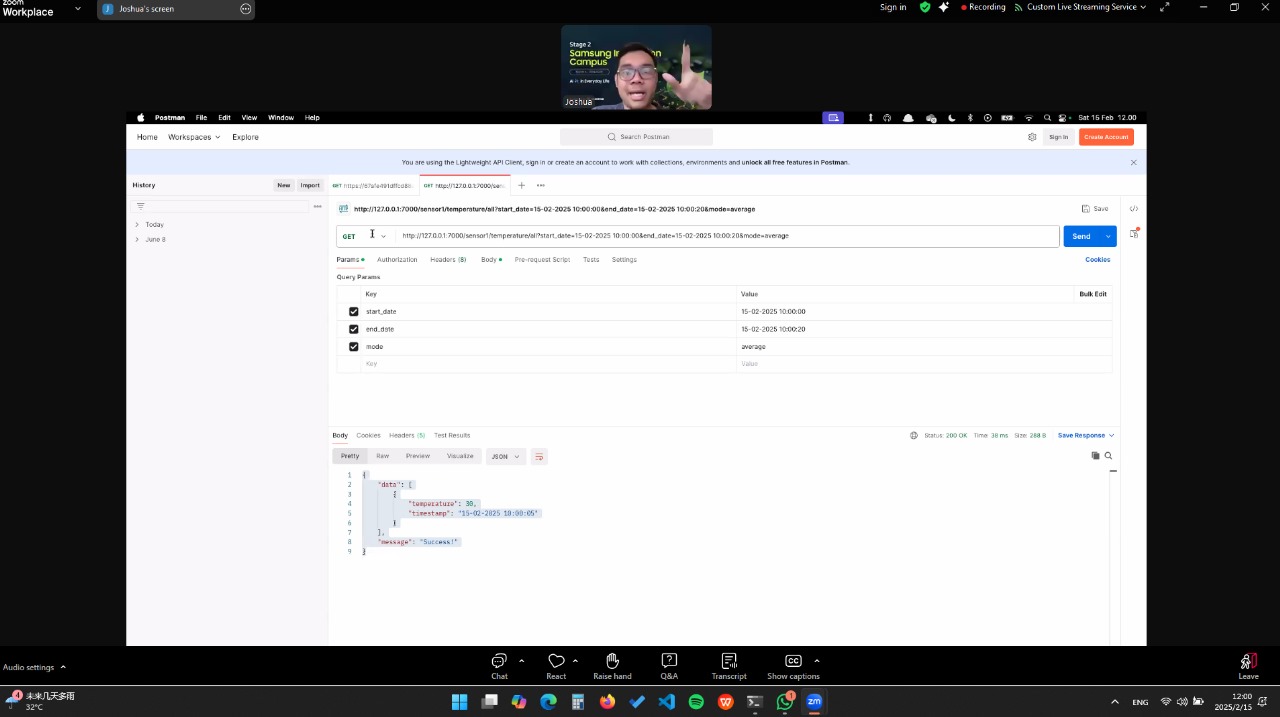 zoom
Workplace
Joshua's screen
Sign in
Recording
Custom Live Streaming Service
Stage 2
Samsung In on
Campus
AI in Everyday Life
Joshua
Postman File Edit View Window Help
Sat 15 Feb 12.00
Home Workspaces Explore
Search Postman
Sign In
Create Account
You are using the Lightweight API Client, sign in or create an account to work with collections, environments and unlock all free features in Postman.
History
New
Import
GET
GET http://127.0.0.1:7000/sen
http://127.0.0.1:7000/sensor1/temperature/all?start_date=15-02-2025 10:00:00&end_date=15-02-2025 10:00:20&mode=average
Save
Today
June 8
GET
http://127.0.0.1:7000/sensor1/temperature/all?start_date=15-02-2025 10:00:00&end_date=15-02-2025 10:00:20&mode=average
Send
Params Authorization Headers (8) Body Pre-request Script Tests Settings
Cookies
Query Params
Key Value Bulk Edit
start_date 15-02-2025 10:00:00
end_date 15-02-2025 10:00:20
mode average
Key Value
Body Cookies Headers (5) Test Results
Status: 200 OK Time: 38 ms Size: 288 B Save Response
Pretty Raw Preview Visualize JSON
1 {
2 "data": [
3 {
4 "temperature": 30,
5 "timestamp": "15-02-2025 10:00:05"
6 }
7 ],
8 "message": "Success!"
9 }
Audio settings
Chat
React
Raise hand
Q&A
Transcript
CC
Show captions
Leave
4
未来几天多雨
32°C
1
zm
ENG
12:00
2025/2/15